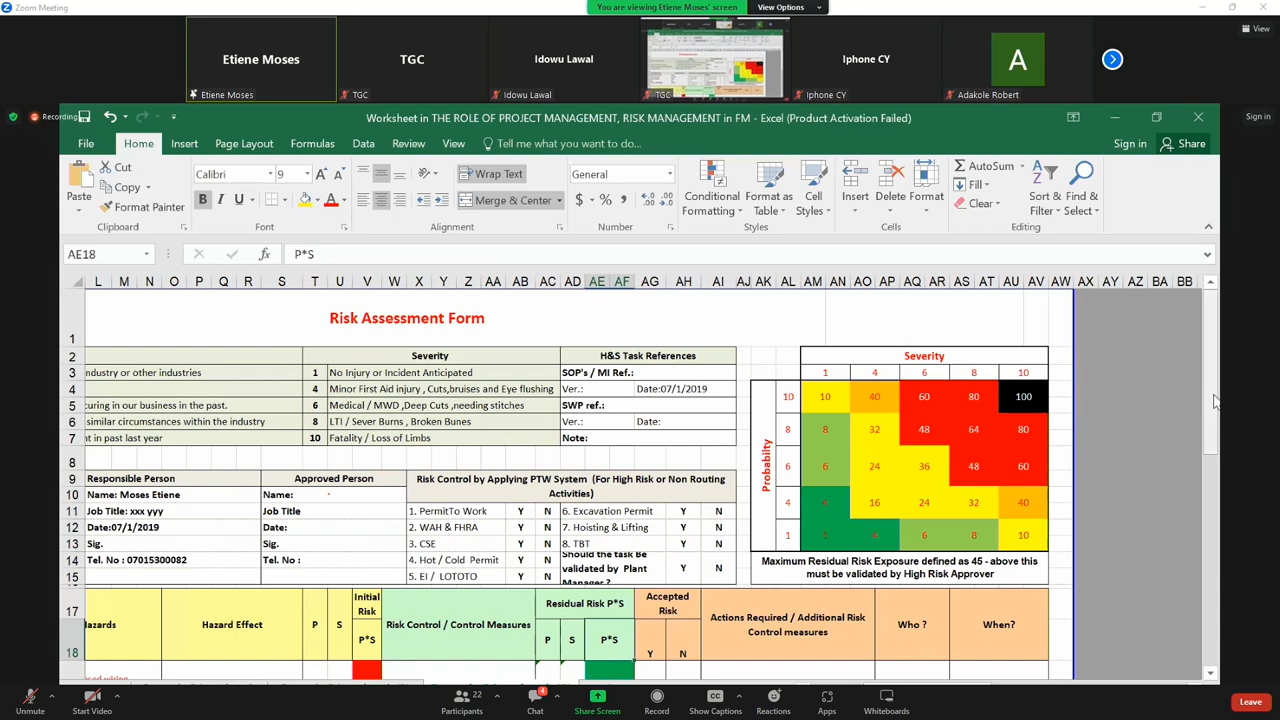 Zoom Meeting
You are viewing Etiene Moses' screen
View Options
View
Etiene Moses
TGC
Idowu Lawal
Iphone CY
A
Etiene Moses
TGC
Idowu Lawal
TGC
Iphone CY
Adakole Robert
Recording
Worksheet in THE ROLE OF PROJECT MANAGEMENT, RISK MANAGEMENT in FM - Excel (Product Activation Failed)
Sign in
File Home Insert Page Layout Formulas Data Review View Tell me what you want to do... Sign in Share
Paste
Cut
Copy
Format Painter
Clipboard
Calibri 9
B I U
Font
Wrap Text
Merge & Center
Alignment
General
$ % ,
Number
Conditional Formatting
Format as Table
Cell Styles
Styles
Insert Delete Format
Cells
AutoSum
Fill
Clear
Sort & Filter
Find & Select
Editing
AE18 fx P*S
L M N O P Q R S T U V W X Y Z AA AB AC AD AE AF AG AH AI AJ AK AL AM AN AO AP AQ AR AS AT AU AV AW AX AY AZ BA BB
1 Risk Assessment Form
2 Severity H&S Task References
3 ndustry or other industries 1 No Injury or Incident Anticipated SOP's / MI Ref.:
4 4 Minor First Aid injury , Cuts,bruises and Eye flushing Ver.: Date:07/1/2019
5 curing in our business in the past. 6 Medical / MWD ,Deep Cuts ,needing stitches SWP ref.:
6 similar circumstances within the industry 8 LTI / Sever Burns , Broken Bunes Ver.: Date:
7 nt in past last year 10 Fatality / Loss of Limbs Note:
8
Severity
1 4 6 8 10
Probabilty
10 10 40 60 80 100
8 8 32 48 64 80
6 6 24 36 48 60
4 4 16 24 32 40
1 1 4 6 8 10
Maximum Residual Risk Exposure defined as 45 - above this
must be validated by High Risk Approver
9 Responsible Person Approved Person Risk Control by Applying PTW System (For High Risk or Non Routing
Activities)
10 Name: Moses Etiene Name:
11 Job Title: xxx yyy Job Title 1. PermitTo Work Y N 6. Excavation Permit Y N
12 Date:07/1/2019 Date: 2. WAH & FHRA Y N 7. Hoisting & Lifting Y N
13 Sig. Sig. 3. CSE Y N 8. TBT Y N
14 Tel. No : 07015300082 Tel. No : 4. Hot / Cold Permit Y N Should the task be
validated by Plant Y N
15 5. EI / LOTOTO Y N Manager ?
17 lazards Hazard Effect P S Initial Risk Risk Control / Control Measures Residual Risk P*S Accepted Risk Actions Required / Additional Risk Control measures Who ? When?
18 P*S P S P*S Y N
Unmute
Start Video
Participants 22
Chat 4
Share Screen
Record
Show Captions
Reactions
Apps
Whiteboards
Leave